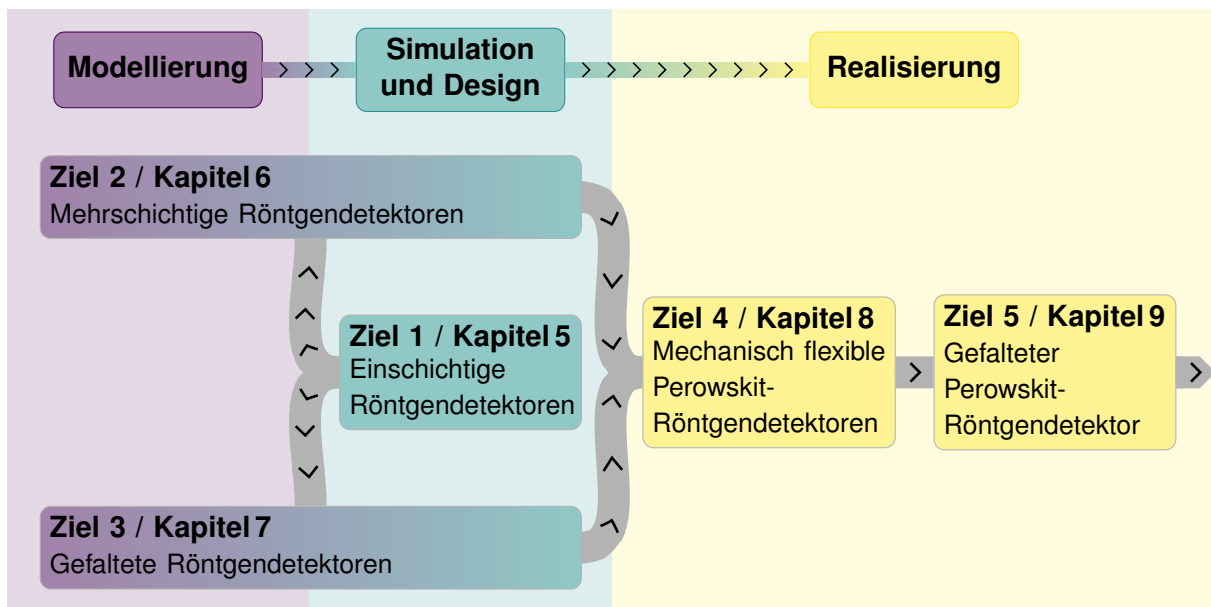 Modellierung
Simulation
und Design
Realisierung
Ziel 2 / Kapitel 6
Mehrschichtige Röntgendetektoren
Ziel 1 / Kapitel 5
Einschichtige
Röntgendetektoren
Ziel 3 / Kapitel 7
Gefaltete Röntgendetektoren
Ziel 4 / Kapitel 8
Mechanisch flexible
Perowskit-
Röntgendetektoren
Ziel 5 / Kapitel 9
Gefalteter
Perowskit-
Röntgendetektor